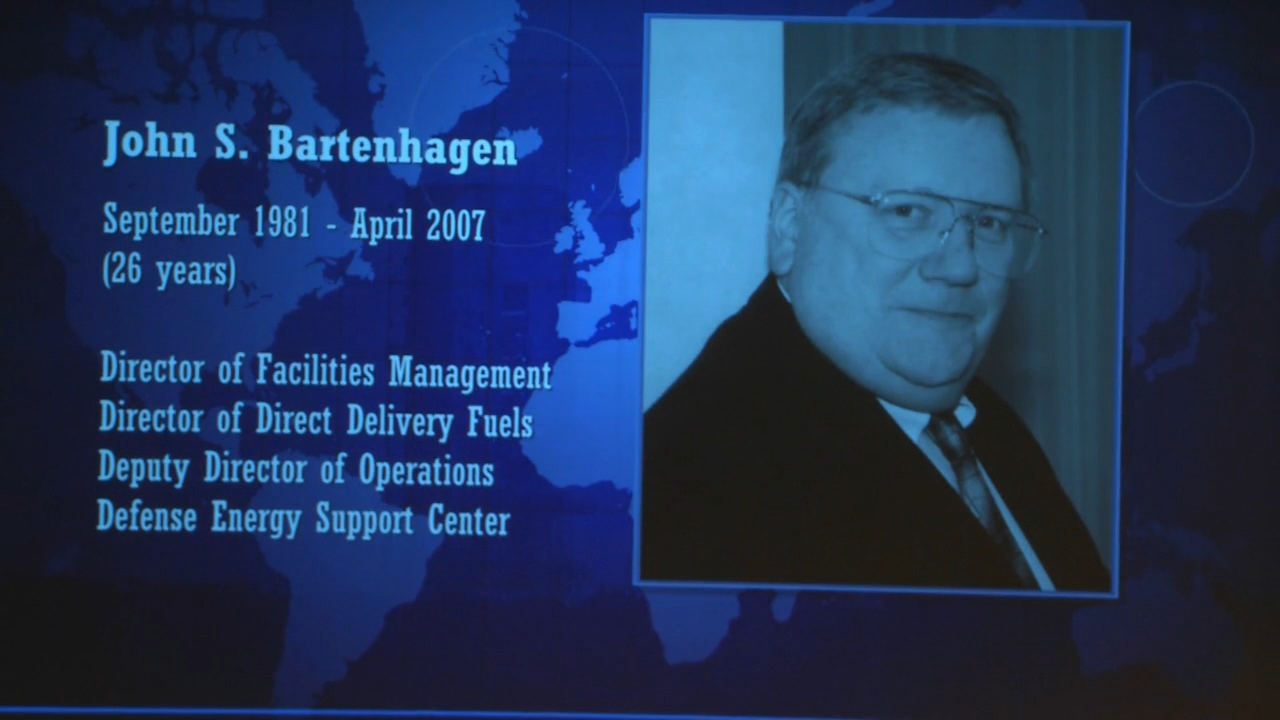 John S. Bartenhagen
September 1981 - April 2007
(26 years)
Director of Facilities Management
Director of Direct Delivery Fuels
Deputy Director of Operations
Defense Energy Support Center